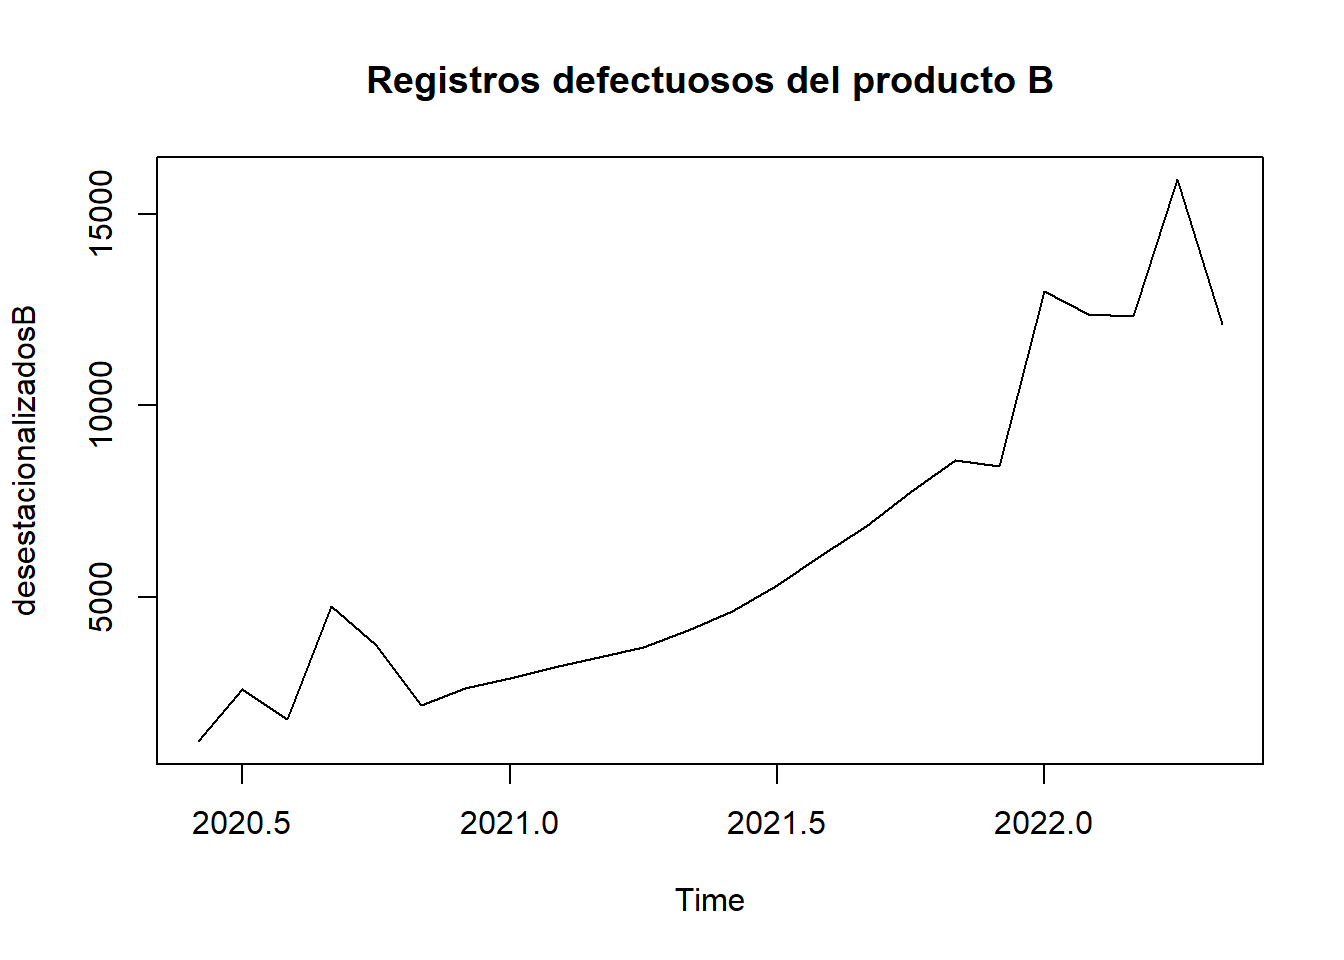 Registros defectuosos del producto B
desestacionalizadosB
15000
10000
5000
2020.5 2021.0 2021.5 2022.0
Time